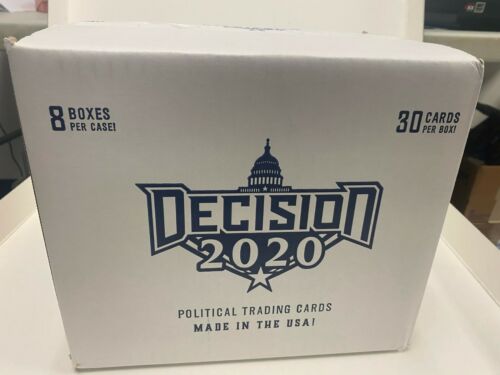 8 BOXES
PER CASE!
30 CARDS
PER BOX!
DECISION
2020
POLITICAL TRADING CARDS
MADE IN THE USA!